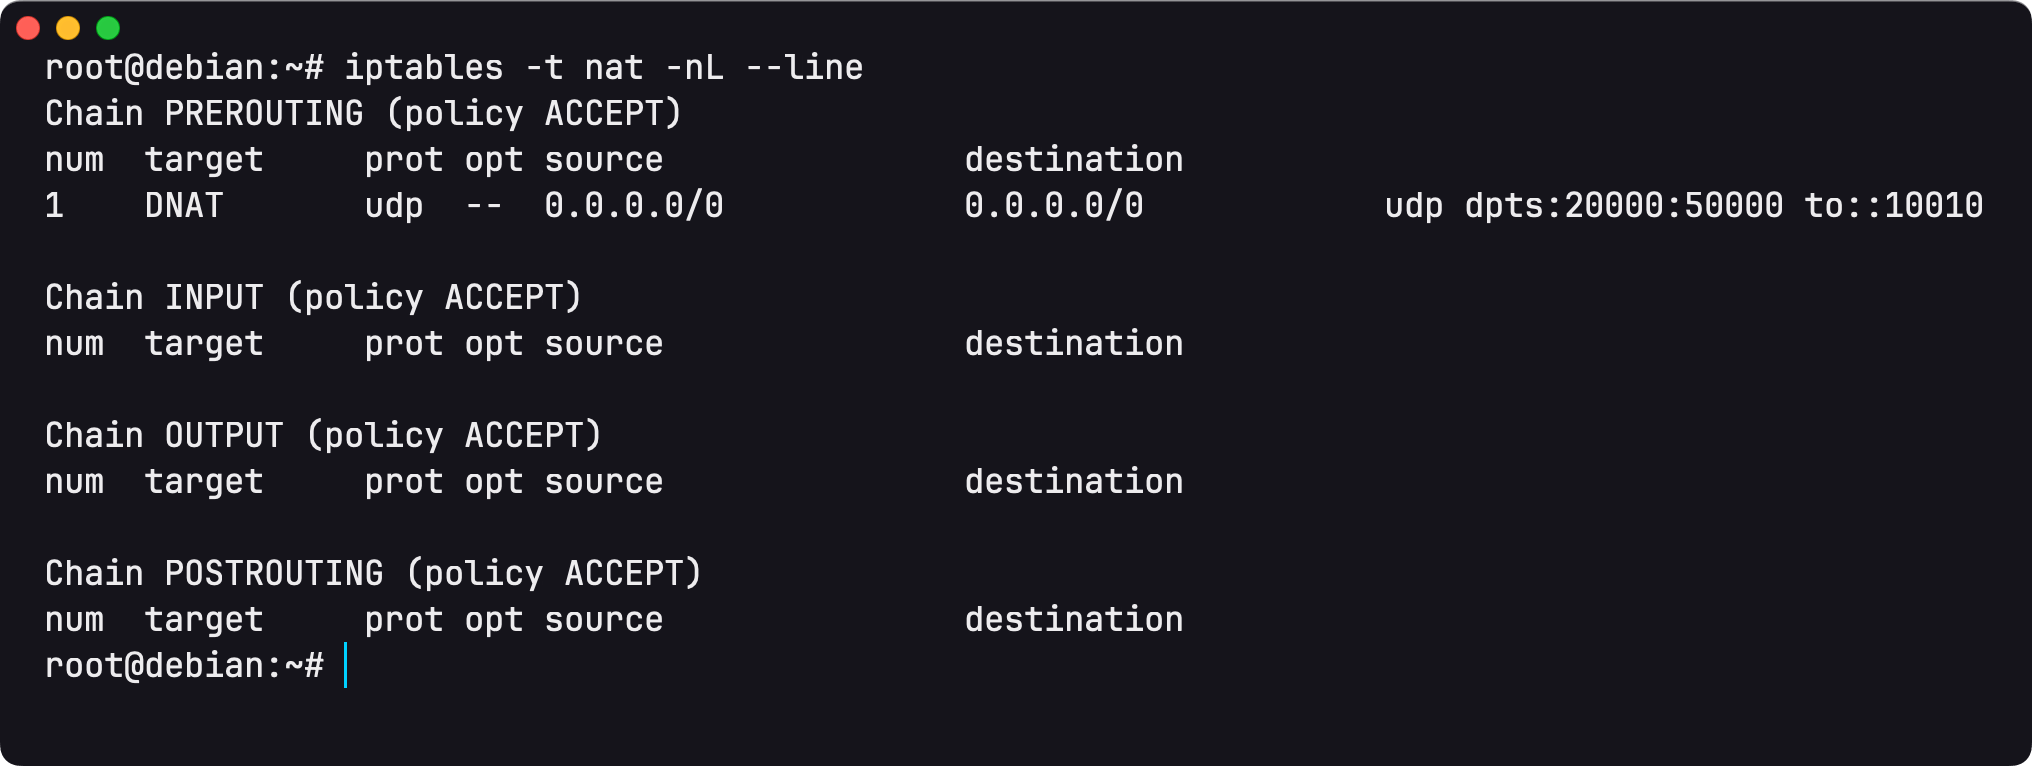 root@debian:~# iptables -t nat -nL --line
Chain PREROUTING (policy ACCEPT)
num  target     prot opt source               destination
1    DNAT       udp  --  0.0.0.0/0            0.0.0.0/0            udp dpts:20000:50000 to::10010

Chain INPUT (policy ACCEPT)
num  target     prot opt source               destination

Chain OUTPUT (policy ACCEPT)
num  target     prot opt source               destination

Chain POSTROUTING (policy ACCEPT)
num  target     prot opt source               destination
root@debian:~#